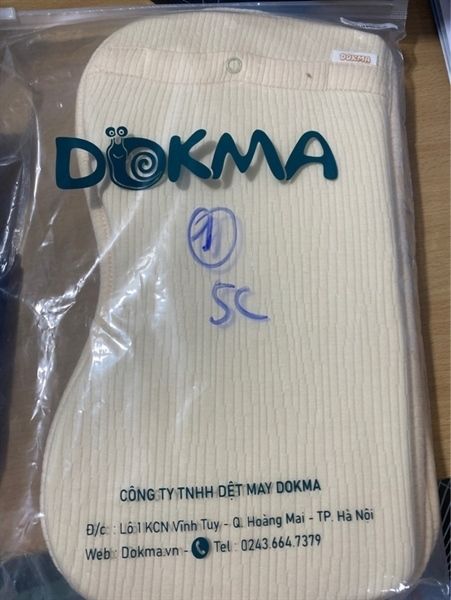 DOKMA
DOKMA
1
5C
CÔNG TY TNHH DỆT MAY DOKMA
Đ/c : Lô 1 KCN Vĩnh Tuy - Q. Hoàng Mai - TP. Hà Nội
Web : Dokma.vn - Tel : 0243.664.7379